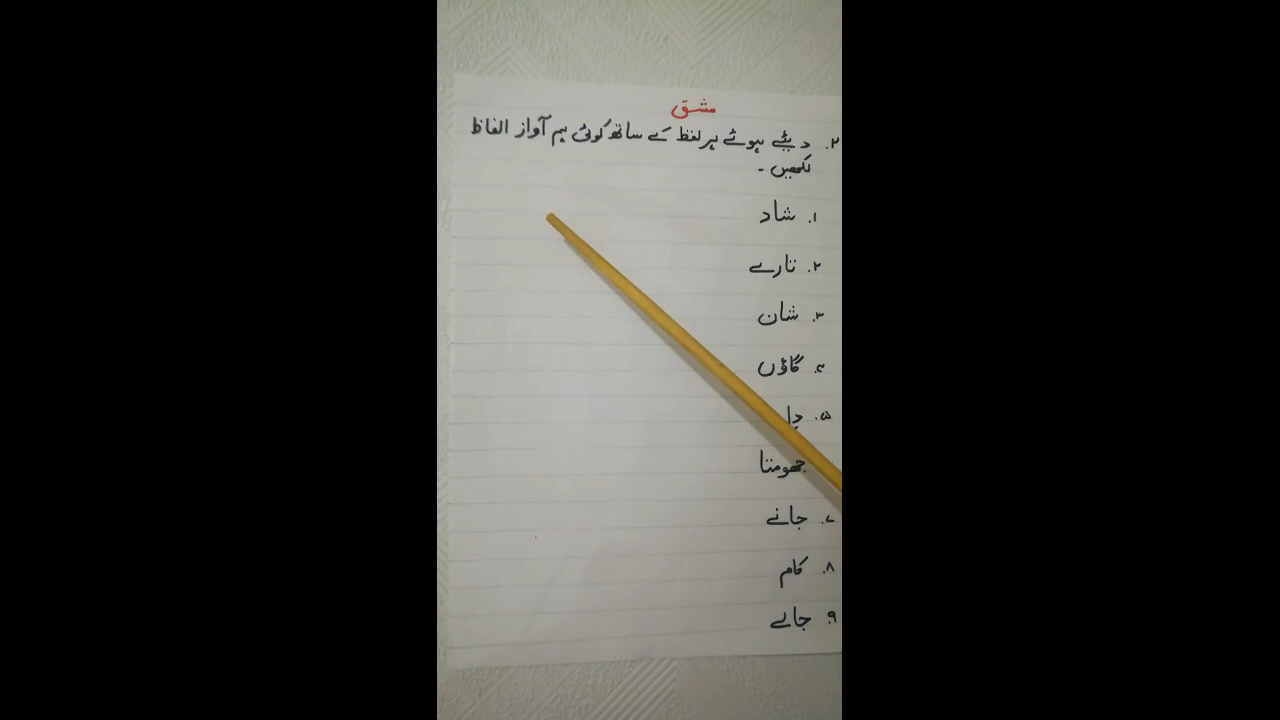 مشق
۲. دیئے ہوئے ہر لفظ کے ساتھ کوئی ہم آواز الفاظ
لکھیں ۔
۱. شاد
۲. تارے
۳. شان
۴. گاؤں
۵.
جھومتا
۷. جانے
۸. کام
۹. جالے